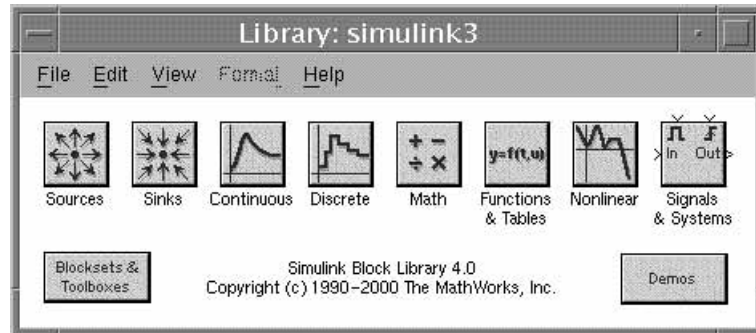 Library: simulink3
File Edit View Format Help
+ −
÷ ×
y=f(t,u)
In Out
Sources Sinks Continuous Discrete Math Functions & Tables Nonlinear Signals & Systems
Blocksets & Toolboxes
Simulink Block Library 4.0
Copyright (c) 1990-2000 The MathWorks, Inc.
Demos